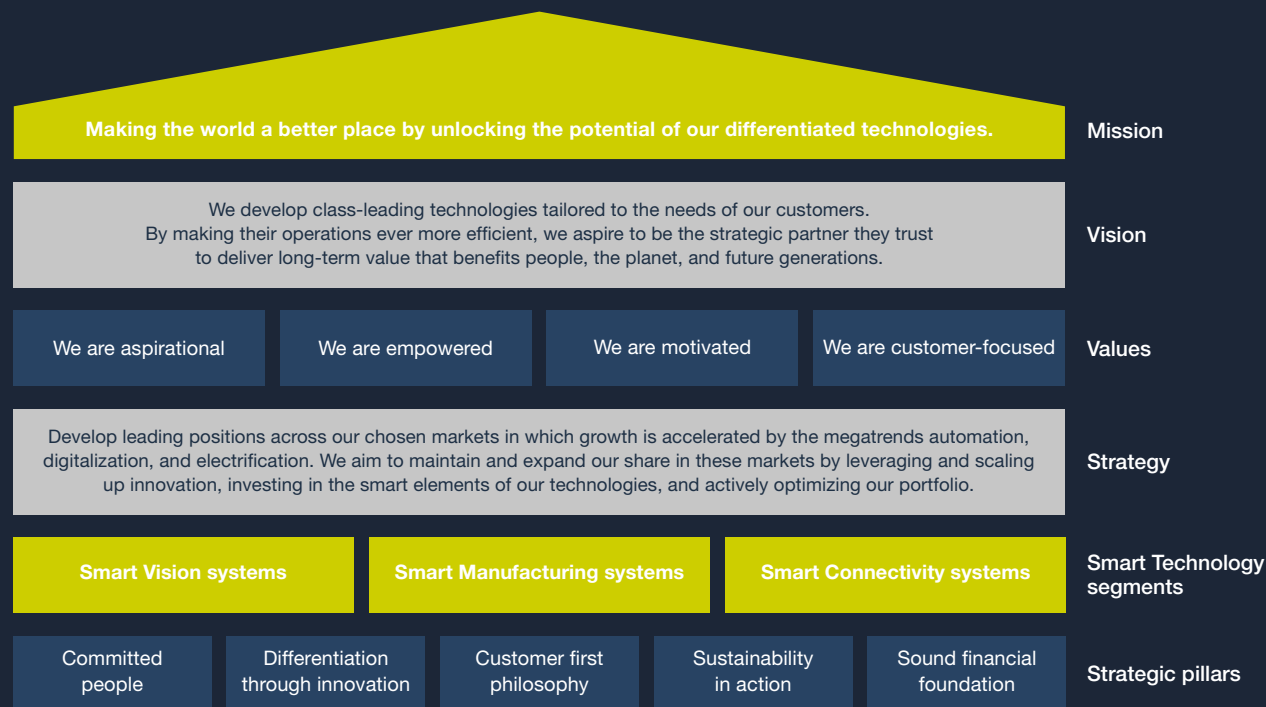 Making the world a better place by unlocking the potential of our differentiated technologies.
Mission
We develop class-leading technologies tailored to the needs of our customers.
By making their operations ever more efficient, we aspire to be the strategic partner they trust
to deliver long-term value that benefits people, the planet, and future generations.
Vision
We are aspirational
We are empowered
We are motivated
We are customer-focused
Values
Develop leading positions across our chosen markets in which growth is accelerated by the megatrends automation,
digitalization, and electrification. We aim to maintain and expand our share in these markets by leveraging and scaling
up innovation, investing in the smart elements of our technologies, and actively optimizing our portfolio.
Strategy
Smart Vision systems
Smart Manufacturing systems
Smart Connectivity systems
Smart Technology
segments
Committed
people
Differentiation
through innovation
Customer first
philosophy
Sustainability
in action
Sound financial
foundation
Strategic pillars